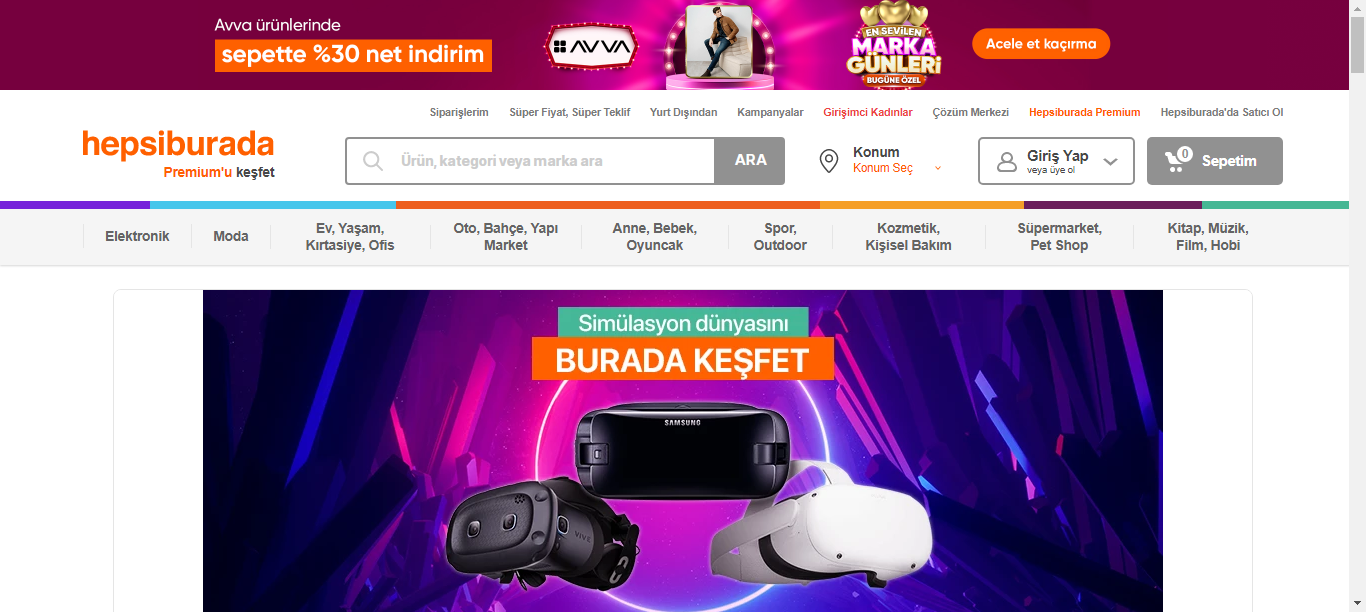 Avva ürünlerinde
sepette %30 net indirim
AVVA
EN SEVİLEN
MARKA
GÜNLERİ
BUGÜNE ÖZEL
Acele et kaçırma
Siparişlerim
Süper Fiyat, Süper Teklif
Yurt Dışından
Kampanyalar
Girişimci Kadınlar
Çözüm Merkezi
Hepsiburada Premium
Hepsiburada'da Satıcı Ol
hepsiburada
Premium'u keşfet
Ürün, kategori veya marka ara
ARA
Konum
Konum Seç
Giriş Yap
veya üye ol
0
Sepetim
Elektronik
Moda
Ev, Yaşam,
Kırtasiye, Ofis
Oto, Bahçe, Yapı
Market
Anne, Bebek,
Oyuncak
Spor,
Outdoor
Kozmetik,
Kişisel Bakım
Süpermarket,
Pet Shop
Kitap, Müzik,
Film, Hobi
Simülasyon dünyasını
BURADA KEŞFET
SAMSUNG
VIVE